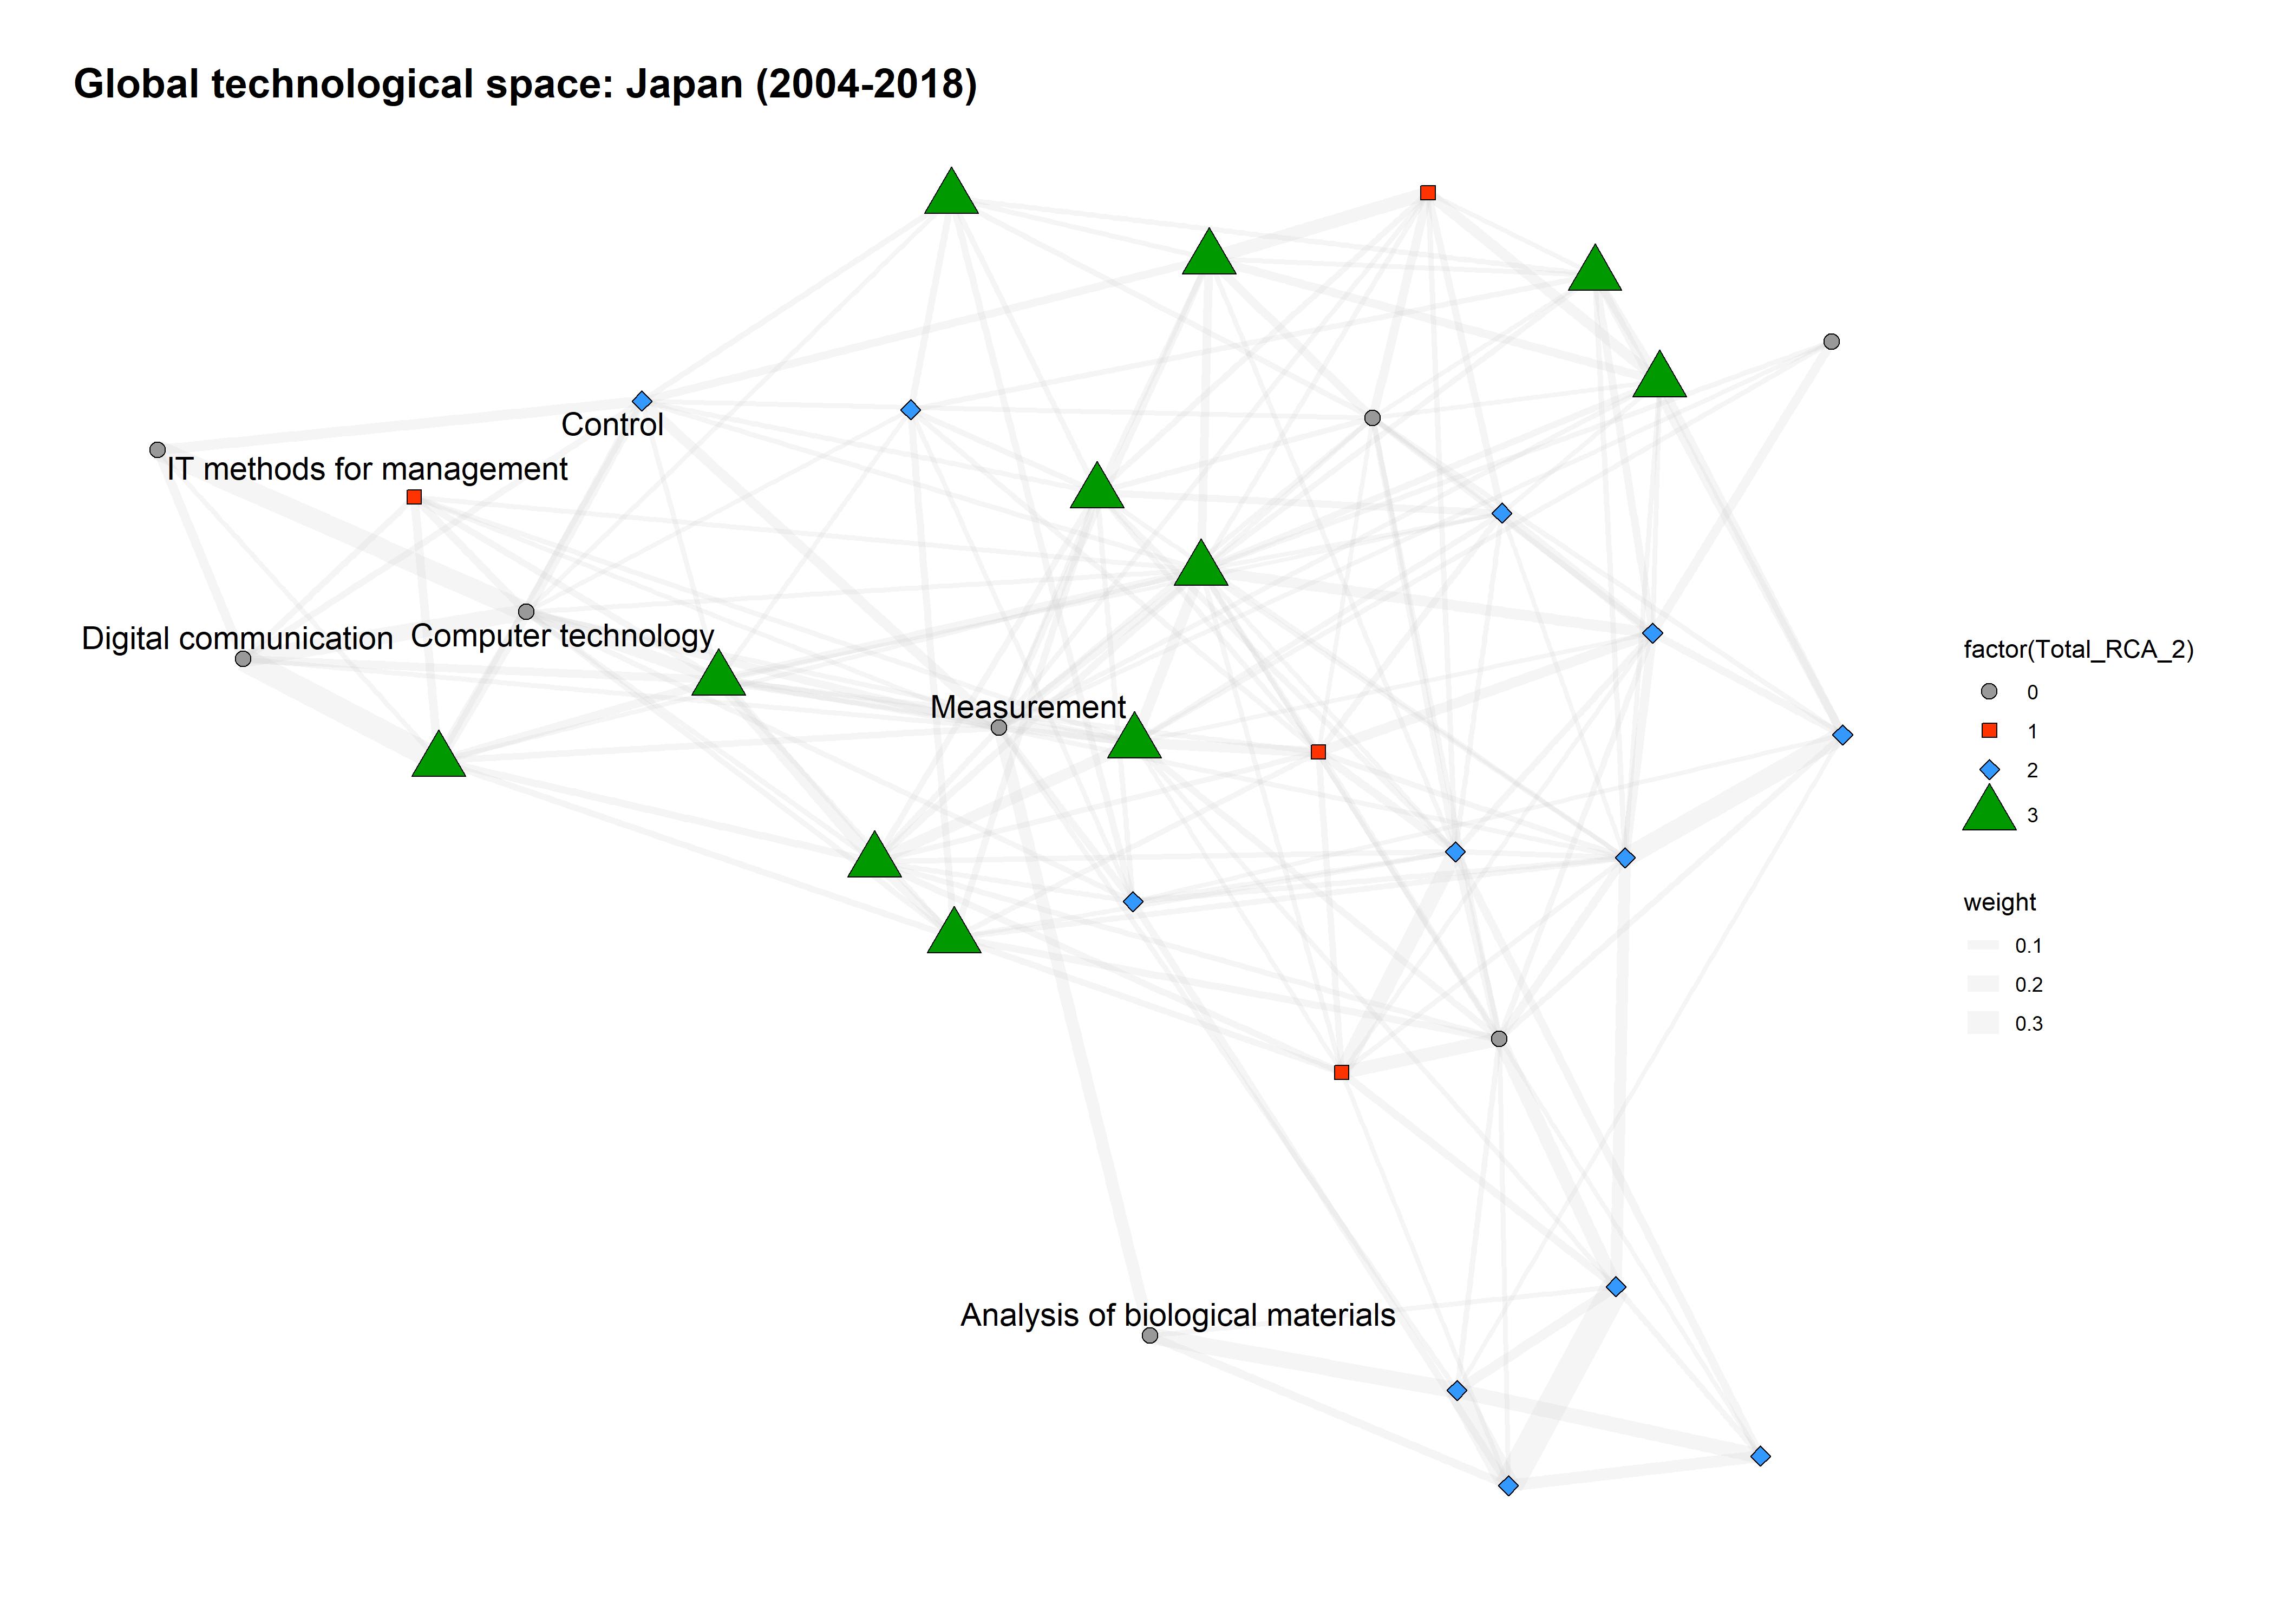 Global technological space: Japan (2004-2018)
Control
IT methods for management
Digital communication
Computer technology
Measurement
Analysis of biological materials
factor(Total_RCA_2)
0
1
2
3
weight
0.1
0.2
0.3